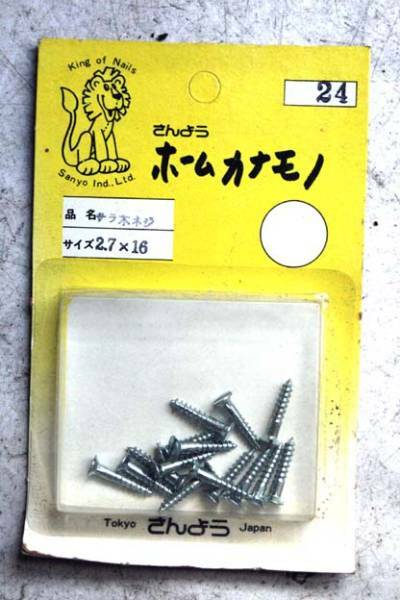 King of Nails
Sanyo Ind., Ltd.
24
さんよう
ホームカナモノ
品名 サラ木ネジ
サイズ 2.7×16
Tokyo さんよう Japan